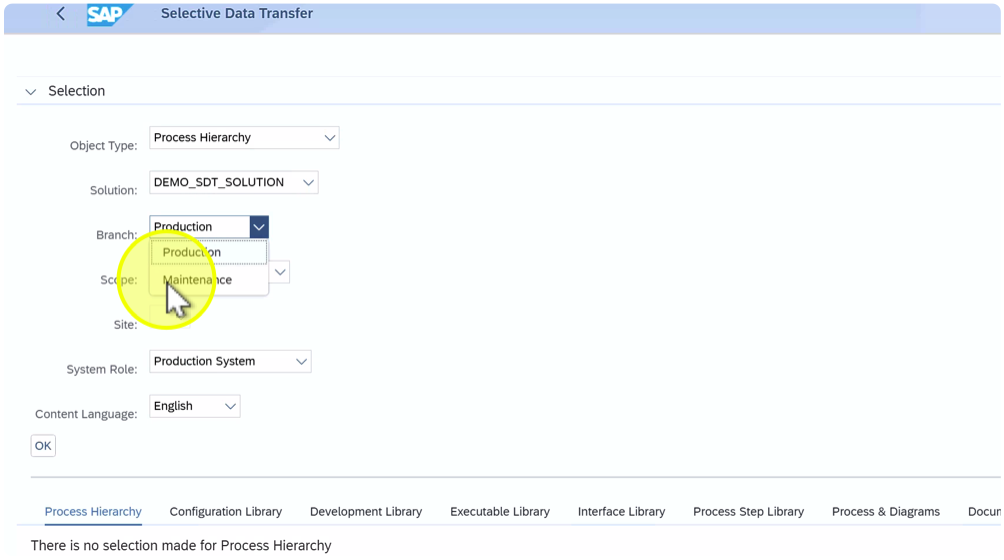 SAP Selective Data Transfer
Selection
Object Type: Process Hierarchy
Solution: DEMO_SDT_SOLUTION
Branch: Production
Production
Scope: Maintenance
Site:
System Role: Production System
Content Language: English
OK
Process Hierarchy Configuration Library Development Library Executable Library Interface Library Process Step Library Process & Diagrams Docum
There is no selection made for Process Hierarchy